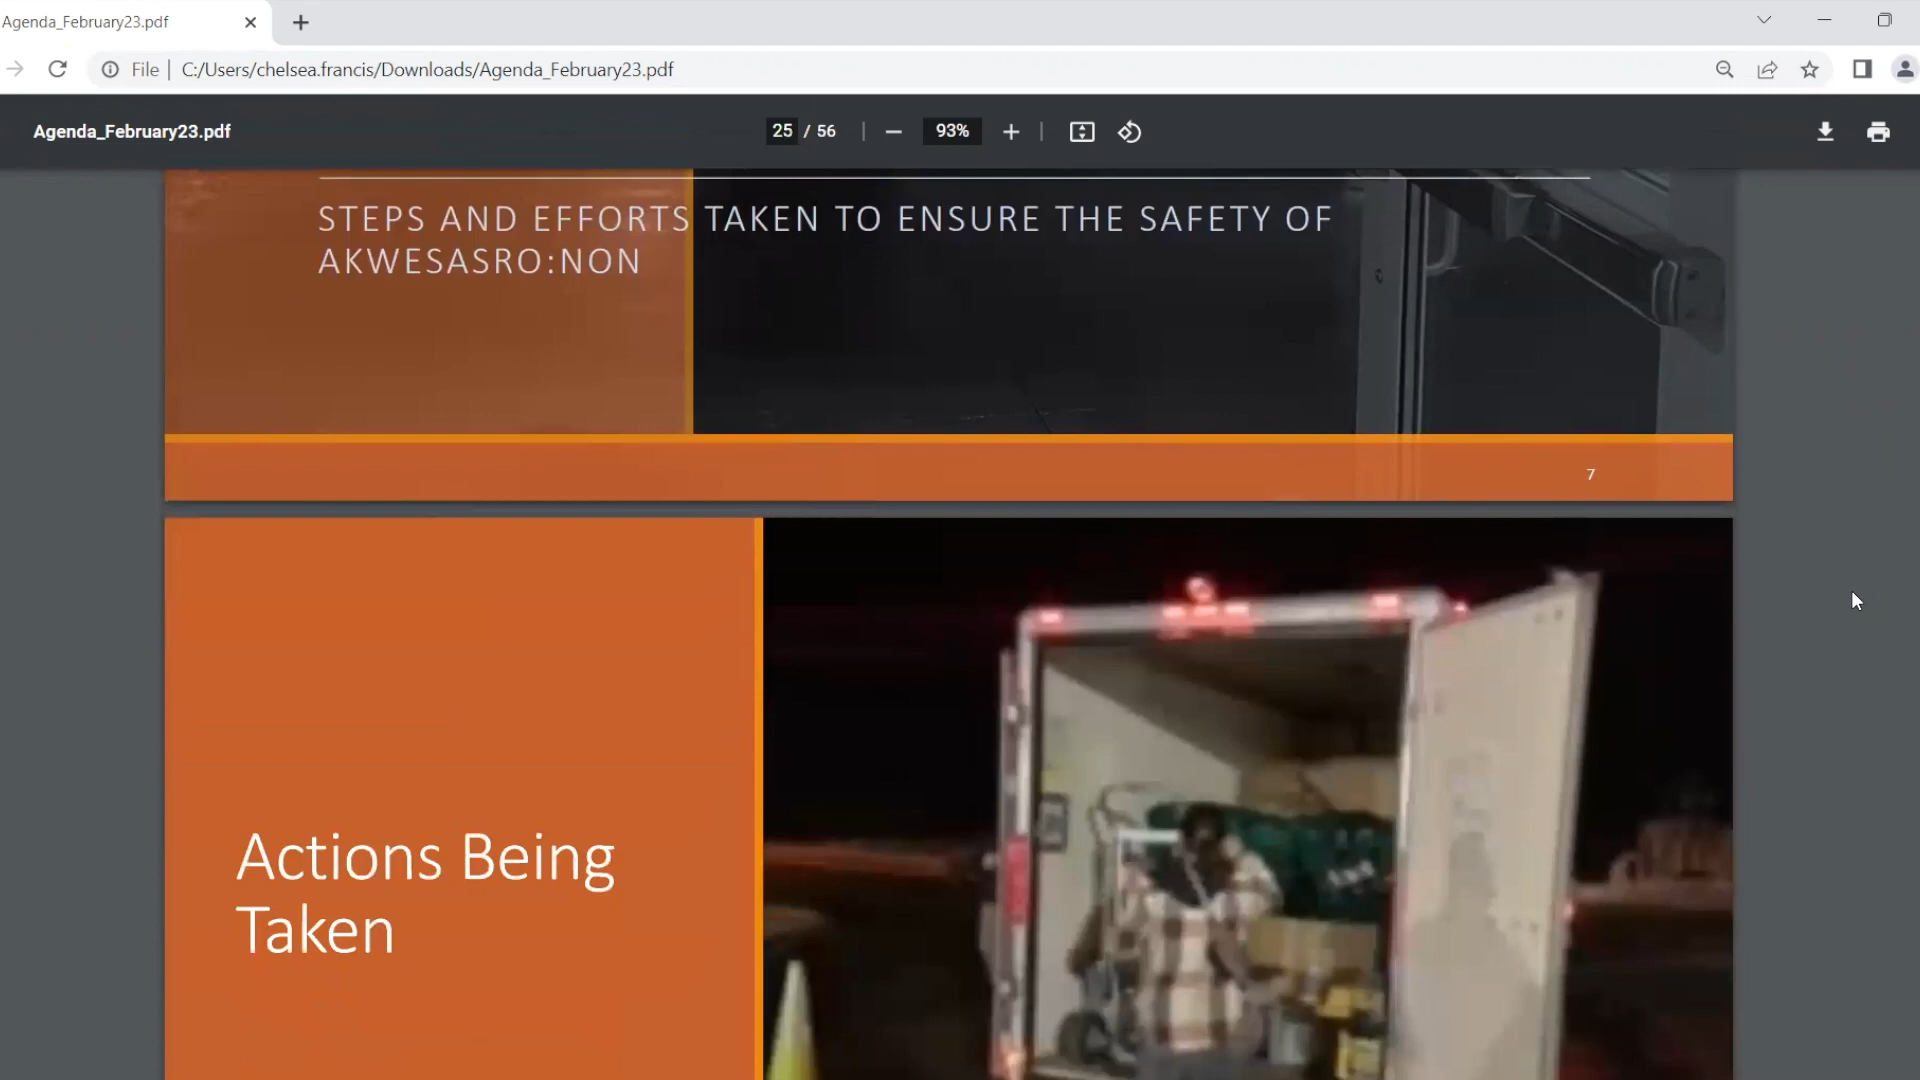 Agenda_February23.pdf
File | C:/Users/chelsea.francis/Downloads/Agenda_February23.pdf
Agenda_February23.pdf
25 / 56
93%
STEPS AND EFFORTS TAKEN TO ENSURE THE SAFETY OF
AKWESASRO:NON
7
Actions Being
Taken